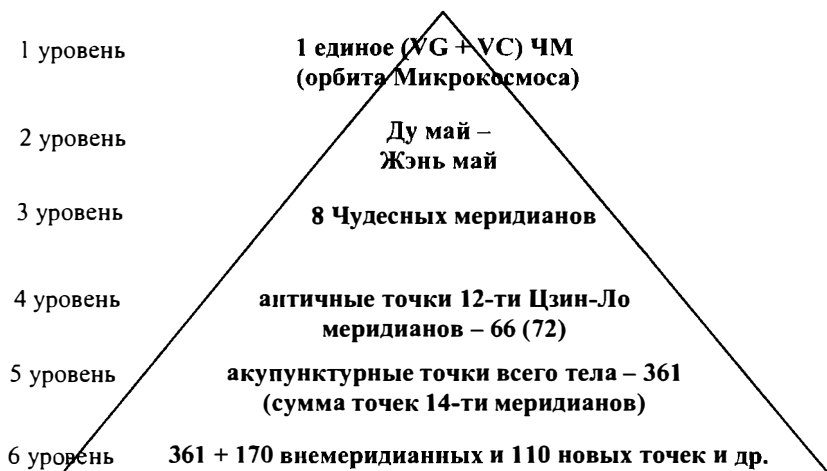 1 уровень 1 единое (VG + VC) ЧМ
(орбита Микрокосмоса)
2 уровень Ду май –
Жэнь май
3 уровень 8 Чудесных меридианов
4 уровень античные точки 12-ти Цзин-Ло
меридианов – 66 (72)
5 уровень акупунктурные точки всего тела – 361
(сумма точек 14-ти меридианов)
6 уровень 361 + 170 внемеридианных и 110 новых точек и др.